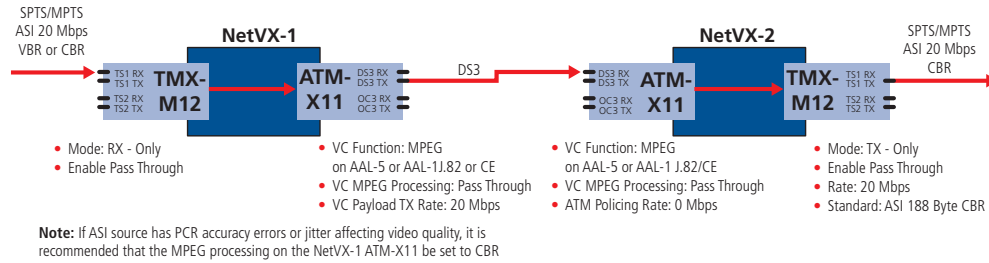 SPTS/MPTS
ASI 20 Mbps
VBR or CBR
NetVX-1
TS1 RX
TS1 TX
TS2 RX
TS2 TX
TMX-
M12
ATM-
X11
DS3 RX
DS3 TX
OC3 RX
OC3 TX
DS3
NetVX-2
DS3 RX
DS3 TX
OC3 RX
OC3 TX
ATM-
X11
TMX-
M12
TS1 RX
TS1 TX
TS2 RX
TS2 TX
SPTS/MPTS
ASI 20 Mbps
CBR
• Mode: RX - Only
• Enable Pass Through
• VC Function: MPEG
on AAL-5 or AAL-1J.82 or CE
• VC MPEG Processing: Pass Through
• VC Payload TX Rate: 20 Mbps
• VC Function: MPEG
on AAL-5 or AAL-1 J.82/CE
• VC MPEG Processing: Pass Through
• ATM Policing Rate: 0 Mbps
• Mode: TX - Only
• Enable Pass Through
• Rate: 20 Mbps
• Standard: ASI 188 Byte CBR
Note: If ASI source has PCR accuracy errors or jitter affecting video quality, it is
recommended that the MPEG processing on the NetVX-1 ATM-X11 be set to CBR